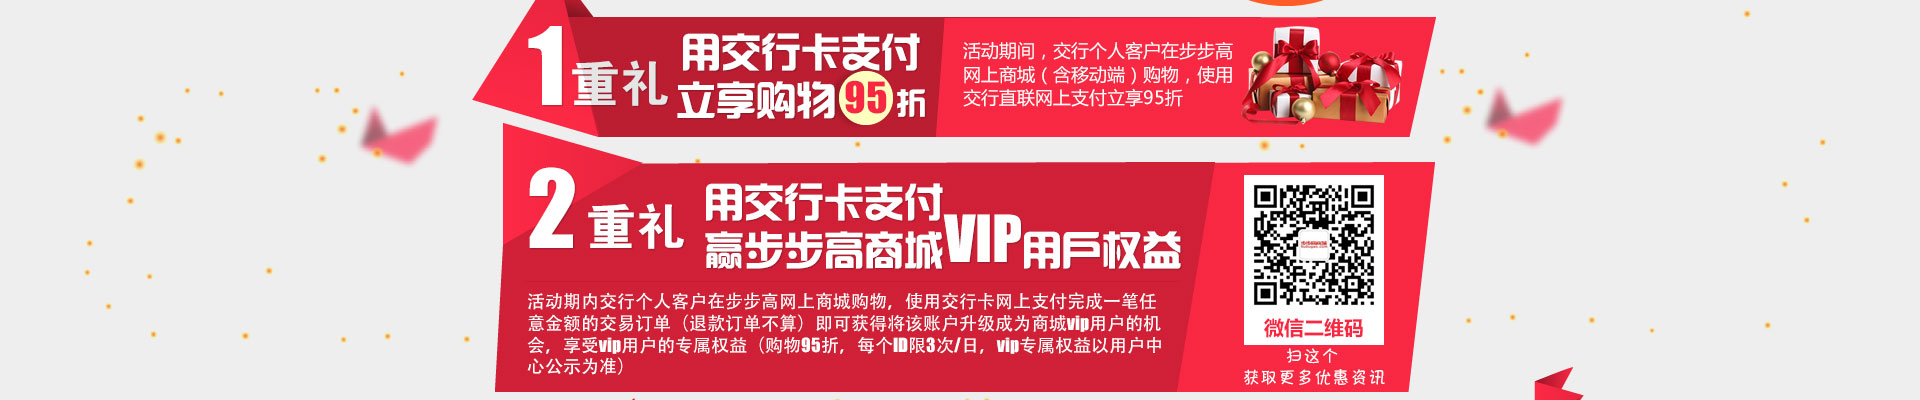 1重礼
用交行卡支付
立享购物95折
活动期间，交行个人客户在步步高
网上商城（含移动端）购物，使用
交行直联网上支付立享95折
2重礼
用交行卡支付
赢步步高商城VIP用戶权益
活动期内交行个人客户在步步高网上商城购物，使用交行卡网上支付完成一笔任
意金额的交易订单（退款订单不算）即可获得将该账户升级成为商城vip用户的机
会，享受vip用户的专属权益（购物95折，每个ID限3次/日，vip专属权益以用户中
心公示为准）
微信二维码
扫这个
获取更多优惠资讯